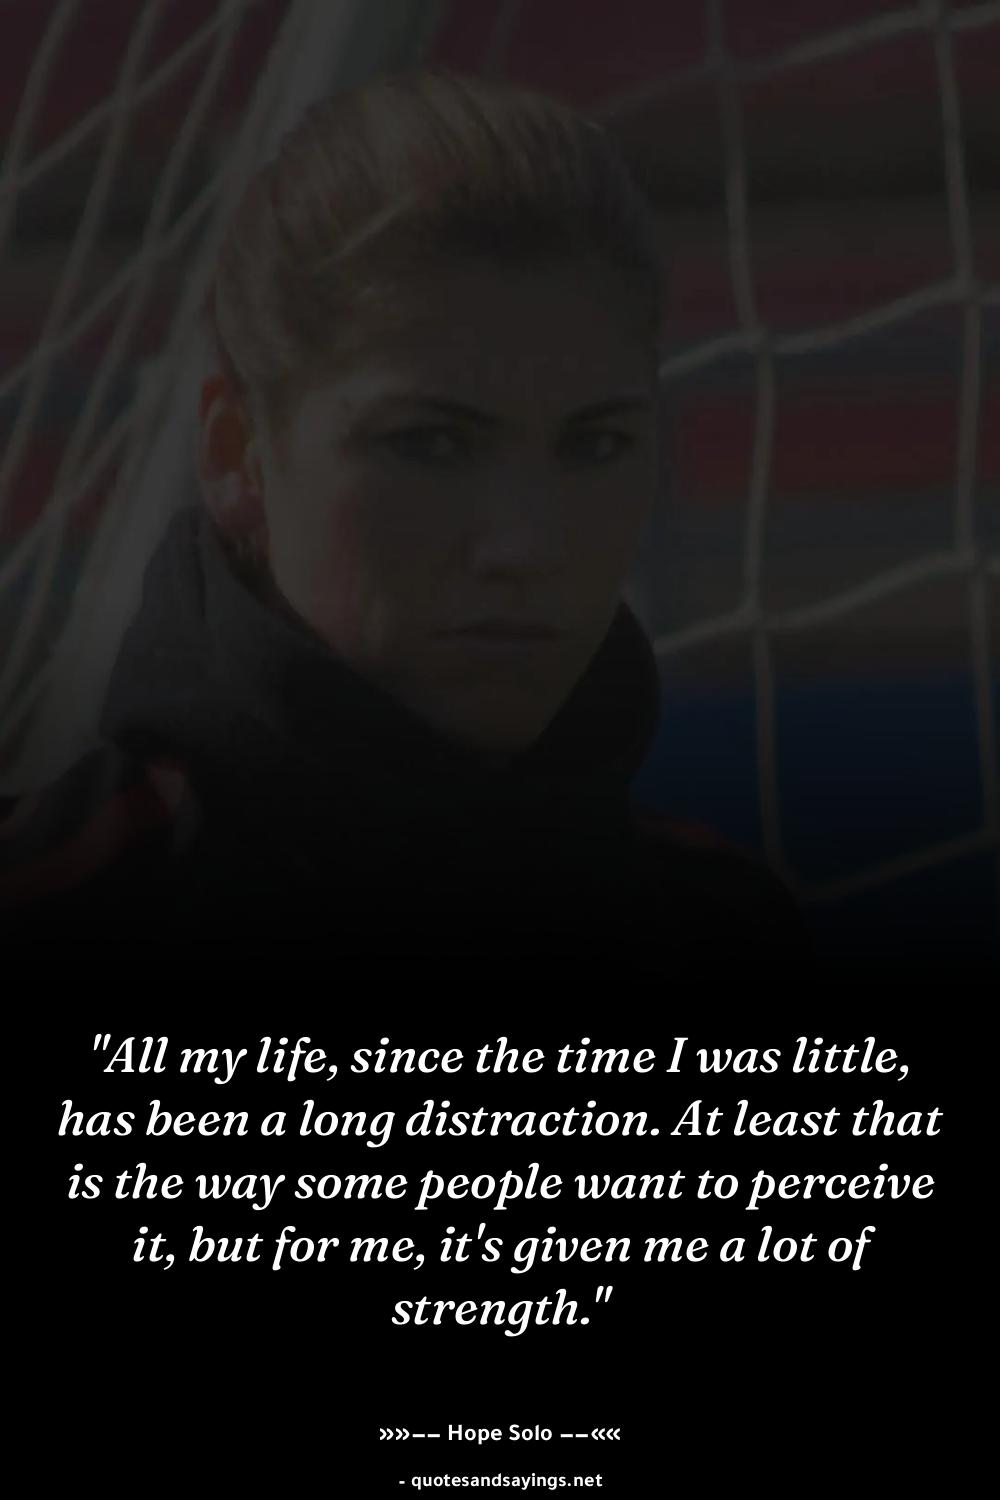 "All my life, since the time I was little,
has been a long distraction. At least that
is the way some people want to perceive
it, but for me, it's given me a lot of
strength."
»»−− Hope Solo −−««
- quotesandsayings.net